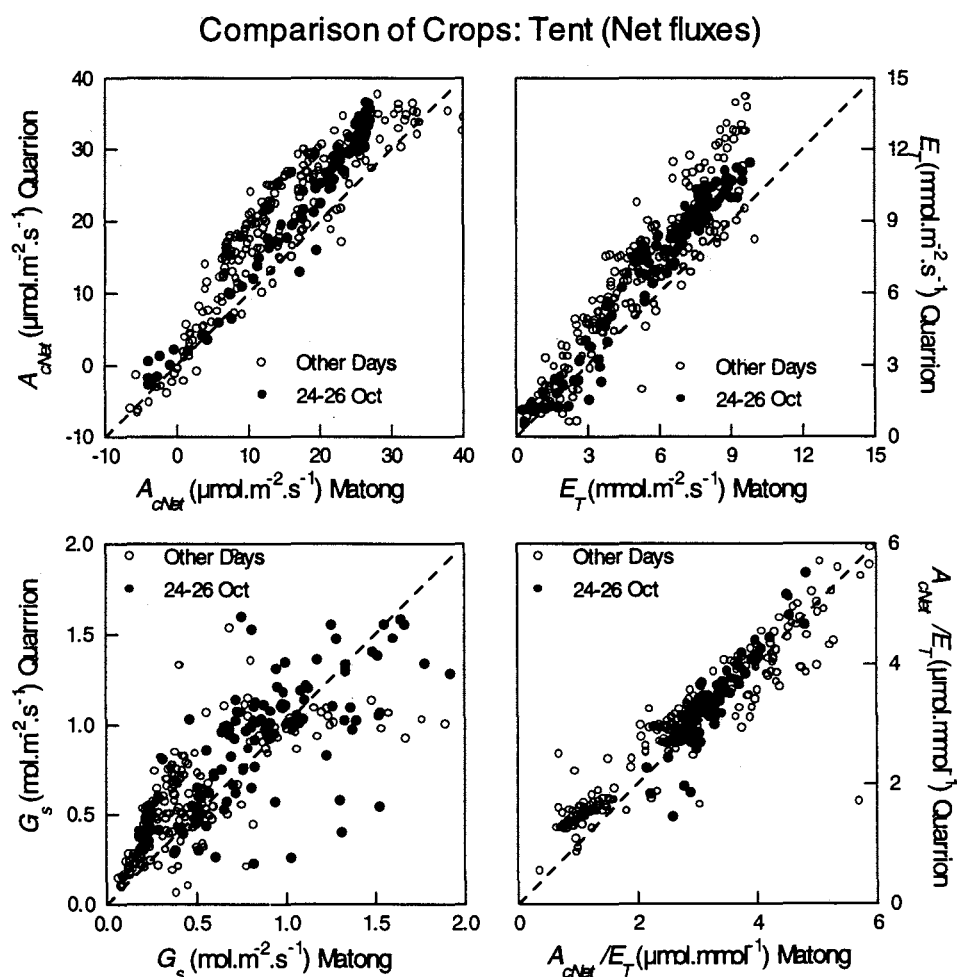 Comparison of Crops: Tent (Net fluxes)
40
30
20
10
0
-10
-10
0
10
20
30
40
A_cNet (μmol.m⁻².s⁻¹) Quarrion
A_cNet (μmol.m⁻².s⁻¹) Matong
Other Days
24-26 Oct
15
12
9
6
3
0
0
3
6
9
12
15
E_T (mmol.m⁻².s⁻¹) Quarrion
E_T (mmol.m⁻².s⁻¹) Matong
Other Days
24-26 Oct
2.0
1.5
1.0
0.5
0.0
0.0
0.5
1.0
1.5
2.0
G_s (mol.m⁻².s⁻¹) Quarrrion
G_s (mol.m⁻².s⁻¹) Matong
Other Days
24-26 Oct
6
4
2
0
0
2
4
6
A_cNet /E_T (μmol.mmol⁻¹) Quarrion
A_cNet /E_T (μmol.mmol⁻¹) Matong
Other Days
24-26 Oct